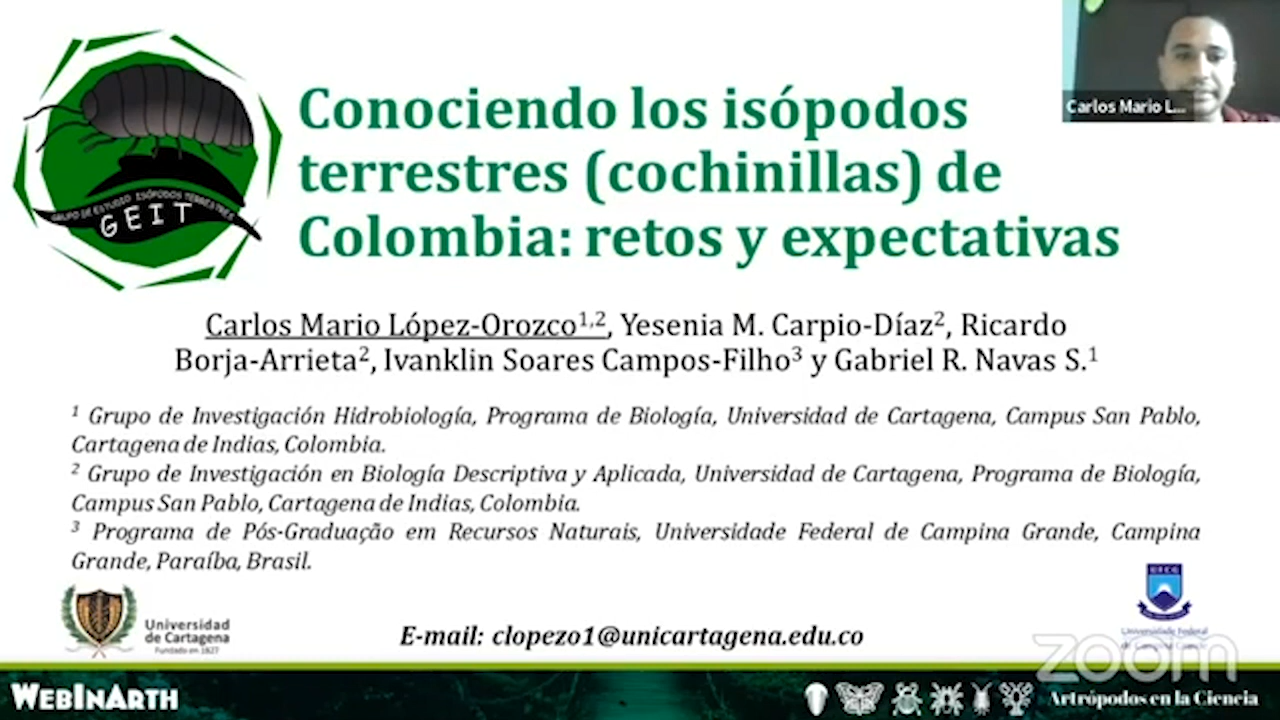 Conociendo los isópodos
terrestres (cochinillas) de
Colombia: retos y expectativas
Carlos Mario L...
GRUPO DE ESTUDIO ISÓPODOS TERRESTRES
GEIT
Carlos Mario López-Orozco1,2, Yesenia M. Carpio-Díaz2, Ricardo
Borja-Arrieta2, Ivanklin Soares Campos-Filho3 y Gabriel R. Navas S.1
1 Grupo de Investigación Hidrobiología, Programa de Biología, Universidad de Cartagena, Campus San Pablo,
Cartagena de Indias, Colombia.
2 Grupo de Investigación en Biología Descriptiva y Aplicada, Universidad de Cartagena, Programa de Biología,
Campus San Pablo, Cartagena de Indias, Colombia.
3 Programa de Pós-Graduação em Recursos Naturais, Universidade Federal de Campina Grande, Campina
Grande, Paraíba, Brasil.
Universidad
de Cartagena
Fundado en 1827
E-mail: clopezo1@unicartagena.edu.co
UFCG
Universidade Federal
de Campina Grande
zoom
WEBINARTH
Artrópodos en la Ciencia